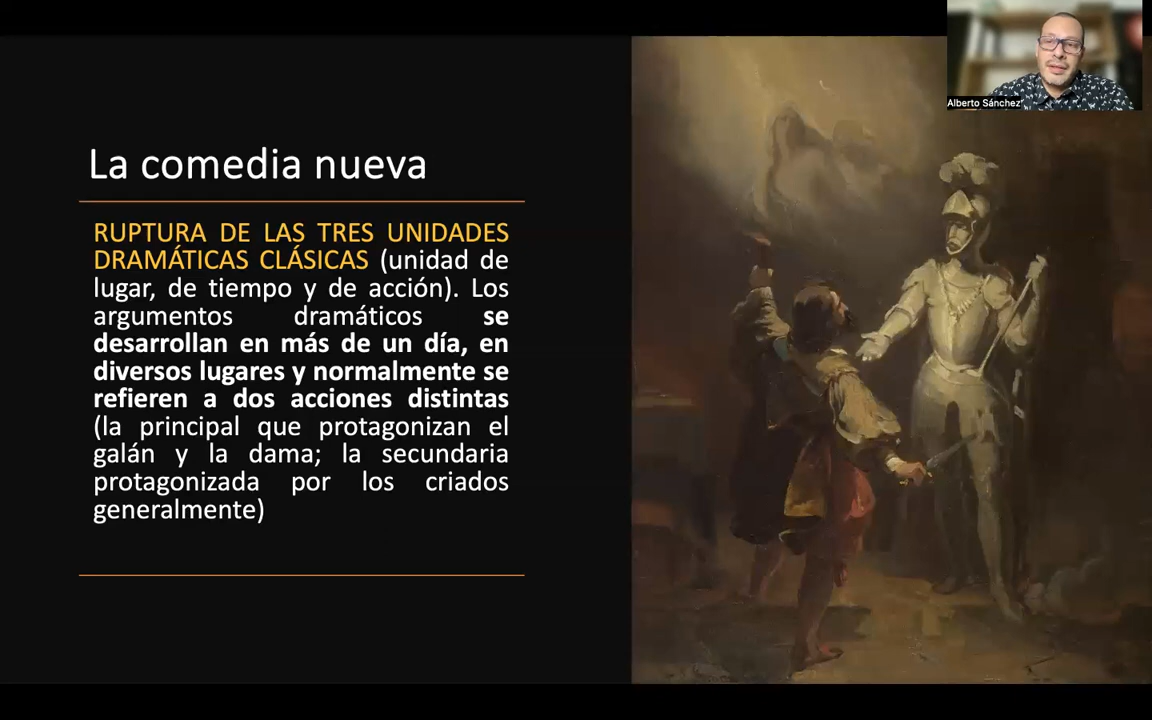 La comedia nueva
RUPTURA DE LAS TRES UNIDADES
DRAMÁTICAS CLÁSICAS (unidad de
lugar, de tiempo y de acción). Los
argumentos dramáticos se
desarrollan en más de un día, en
diversos lugares y normalmente se
refieren a dos acciones distintas
(la principal que protagonizan el
galán y la dama; la secundaria
protagonizada por los criados
generalmente)
Alberto Sánchez